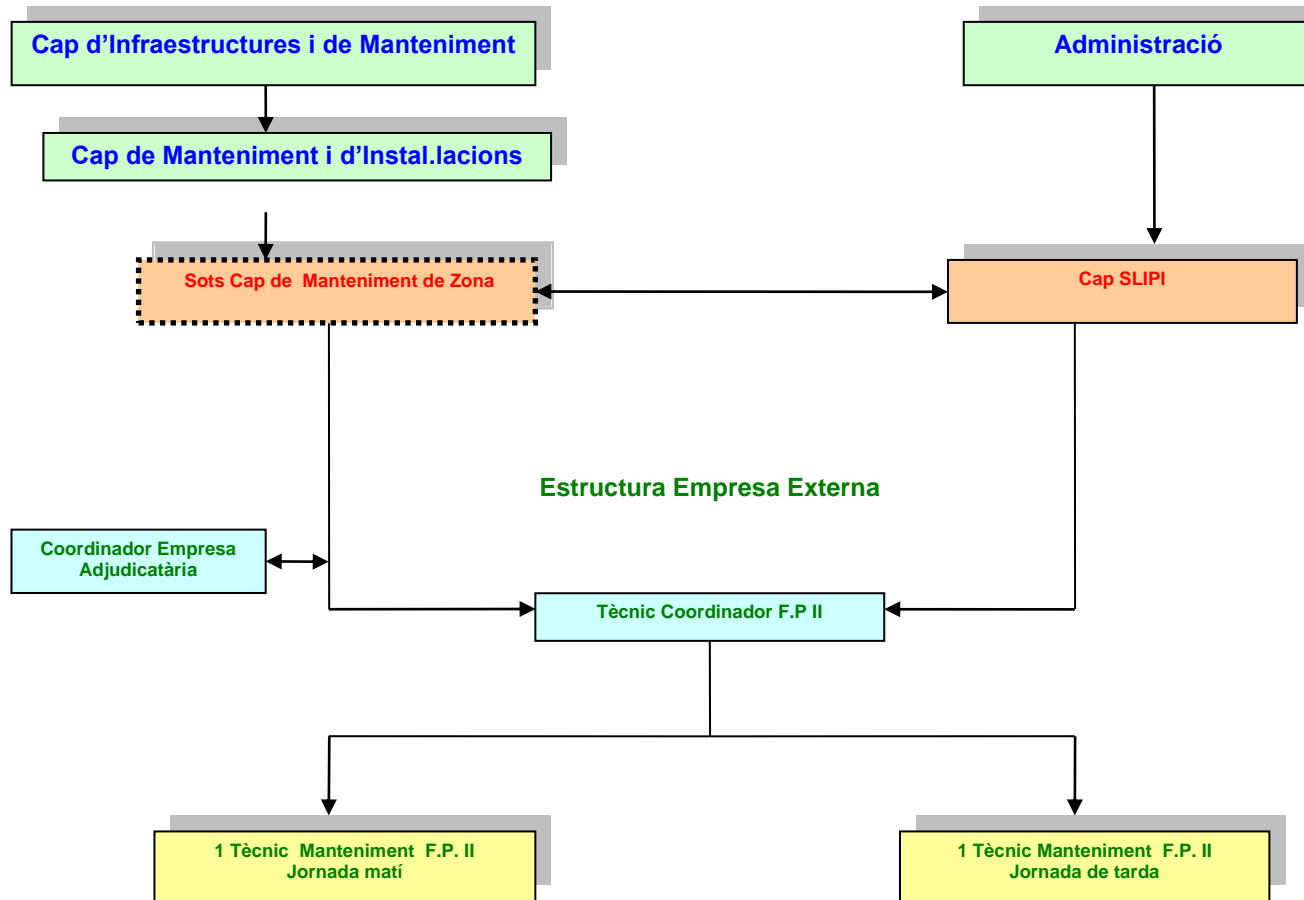 Cap d’Infraestructures i de Manteniment
Administració
Cap de Manteniment i d’Instal.lacions
Sots Cap de Manteniment de Zona
Cap SLIPI
Estructura Empresa Externa
Coordinador Empresa
Adjudicatària
Tècnic Coordinador F.P II
1 Tècnic Manteniment F.P. II
Jornada matí
1 Tècnic Manteniment F.P. II
Jornada de tarda